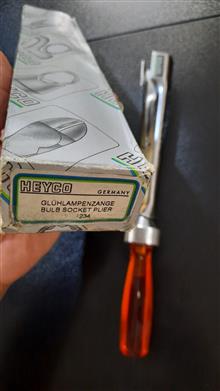 HEYCO
GERMANY
GLÜHLAMPENZANGE
BULB SOCKET PLIER
1234